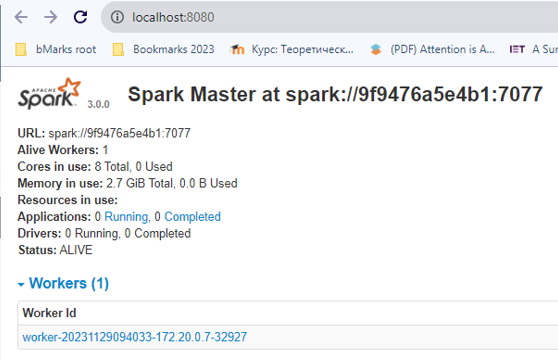 localhost:8080
bMarks root Bookmarks 2023 Курс: Теоретическ... (PDF) Attention is A... IET A Sur
APACHE Spark 3.0.0 Spark Master at spark://9f9476a5e4b1:7077
URL: spark://9f9476a5e4b1:7077
Alive Workers: 1
Cores in use: 8 Total, 0 Used
Memory in use: 2.7 GiB Total, 0.0 B Used
Resources in use:
Applications: 0 Running, 0 Completed
Drivers: 0 Running, 0 Completed
Status: ALIVE
Workers (1)
Worker Id
worker-20231129094033-172.20.0.7-32927